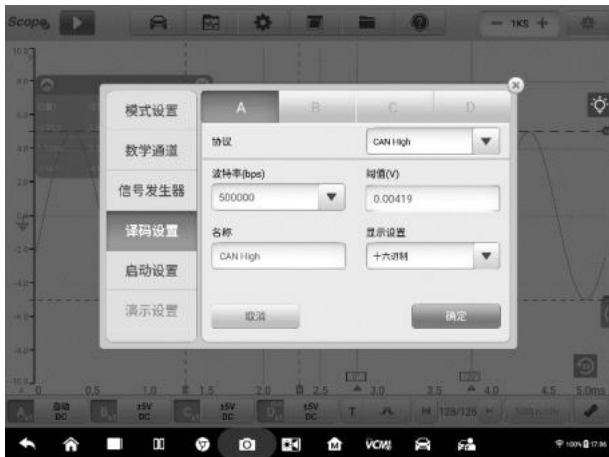 Scope
1KS
模式设置
A
B
C
D
数学通道
协议
CAN High
波特率(bps)
阈值(V)
信号发生器
500000
0.00419
译码设置
名称
显示设置
CAN High
十六进制
启动设置
演示设置
取消
确定
0
0.5
1.0
1.5
2.0
2.5
3.0
3.5
4.0
4.5
5.0ms
自动
DC
±5V
DC
±5V
DC
±5V
DC
T
128/128
VCMI
100%
17:06